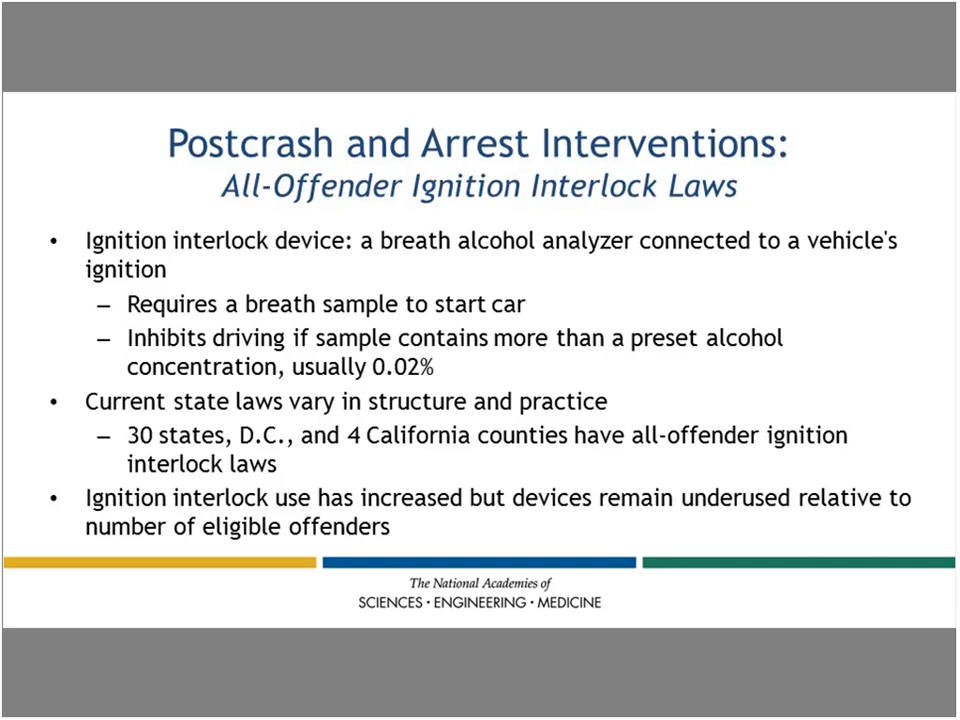 Postcrash and Arrest Interventions:
All-Offender Ignition Interlock Laws
• Ignition interlock device: a breath alcohol analyzer connected to a vehicle's
ignition
– Requires a breath sample to start car
– Inhibits driving if sample contains more than a preset alcohol
concentration, usually 0.02%
• Current state laws vary in structure and practice
– 30 states, D.C., and 4 California counties have all-offender ignition
interlock laws
• Ignition interlock use has increased but devices remain underused relative to
number of eligible offenders
The National Academies of
SCIENCES · ENGINEERING · MEDICINE